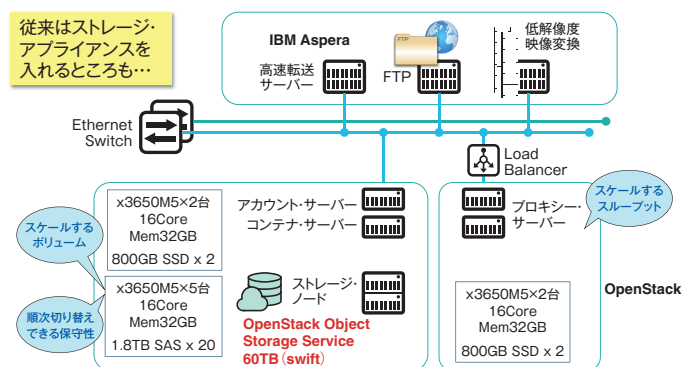 従来はストレージ・
アプライアンスを
入れるところも…
IBM Aspera
高速転送
サーバー
FTP
低解像度
映像変換
Ethernet
Switch
Load
Balancer
スケールする
ボリューム
順次切り替え
できる保守性
x3650M5×2台
16Core
Mem32GB
800GB SSD x 2
x3650M5×5台
16Core
Mem32GB
1.8TB SAS x 20
アカウント・サーバー
コンテナ・サーバー
ストレージ・
ノード
OpenStack Object
Storage Service
60TB（swift）
プロキシー・
サーバー
スケールする
スループット
x3650M5×2台
16Core
Mem32GB
800GB SSD x 2
OpenStack